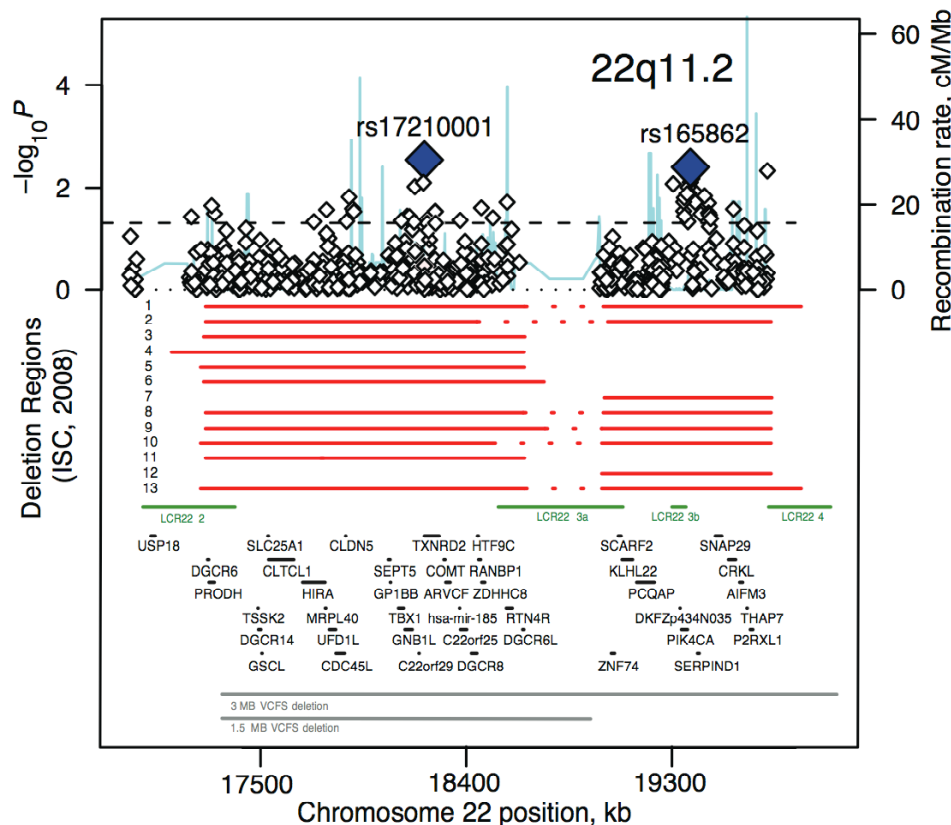 22q11.2
rs17210001
rs165862
–log10P
4
2
0
60
40
20
0
Recombination rate, cM/Mb
Deletion Regions
(ISC, 2008)
1
2
3
4
5
6
7
8
9
10
11
12
13
LCR22 2
LCR22 3a
LCR22 3b
LCR22 4
USP18 SLC25A1 CLDN5 TXNRD2 HTF9C SCARF2 SNAP29
DGCR6 CLTCL1 SEPT5 COMT RANBP1 KLHL22 CRKL
PRODH HIRA GP1BB ARVCF ZDHHC8 PCQAP AIFM3
TSSK2 MRPL40 TBX1 hsa-mir-185 RTN4R DKFZp434N035 THAP7
DGCR14 UFD1L GNB1L C22orf25 DGCR6L PIK4CA P2RXL1
GSCL CDC45L C22orf29 DGCR8 ZNF74 SERPIND1
3 MB VCFS deletion
1.5 MB VCFS deletion
17500 18400 19300
Chromosome 22 position, kb